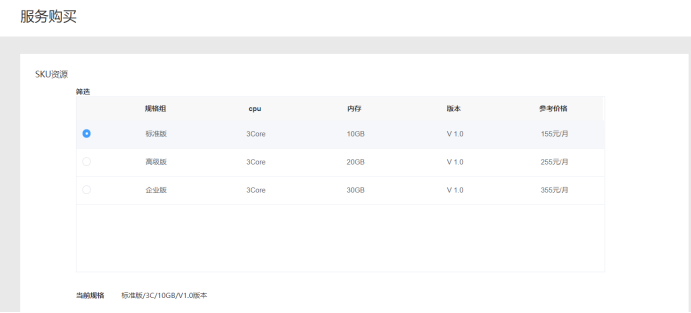 服务购买
SKU资源
筛选
规格组 cpu 内存 版本 参考价格
标准版 3Core 10GB V 1.0 155元/月
高级版 3Core 20GB V 1.0 255元/月
企业版 3Core 30GB V 1.0 355元/月
当前规格 标准版/3C/10GB/V1.0版本